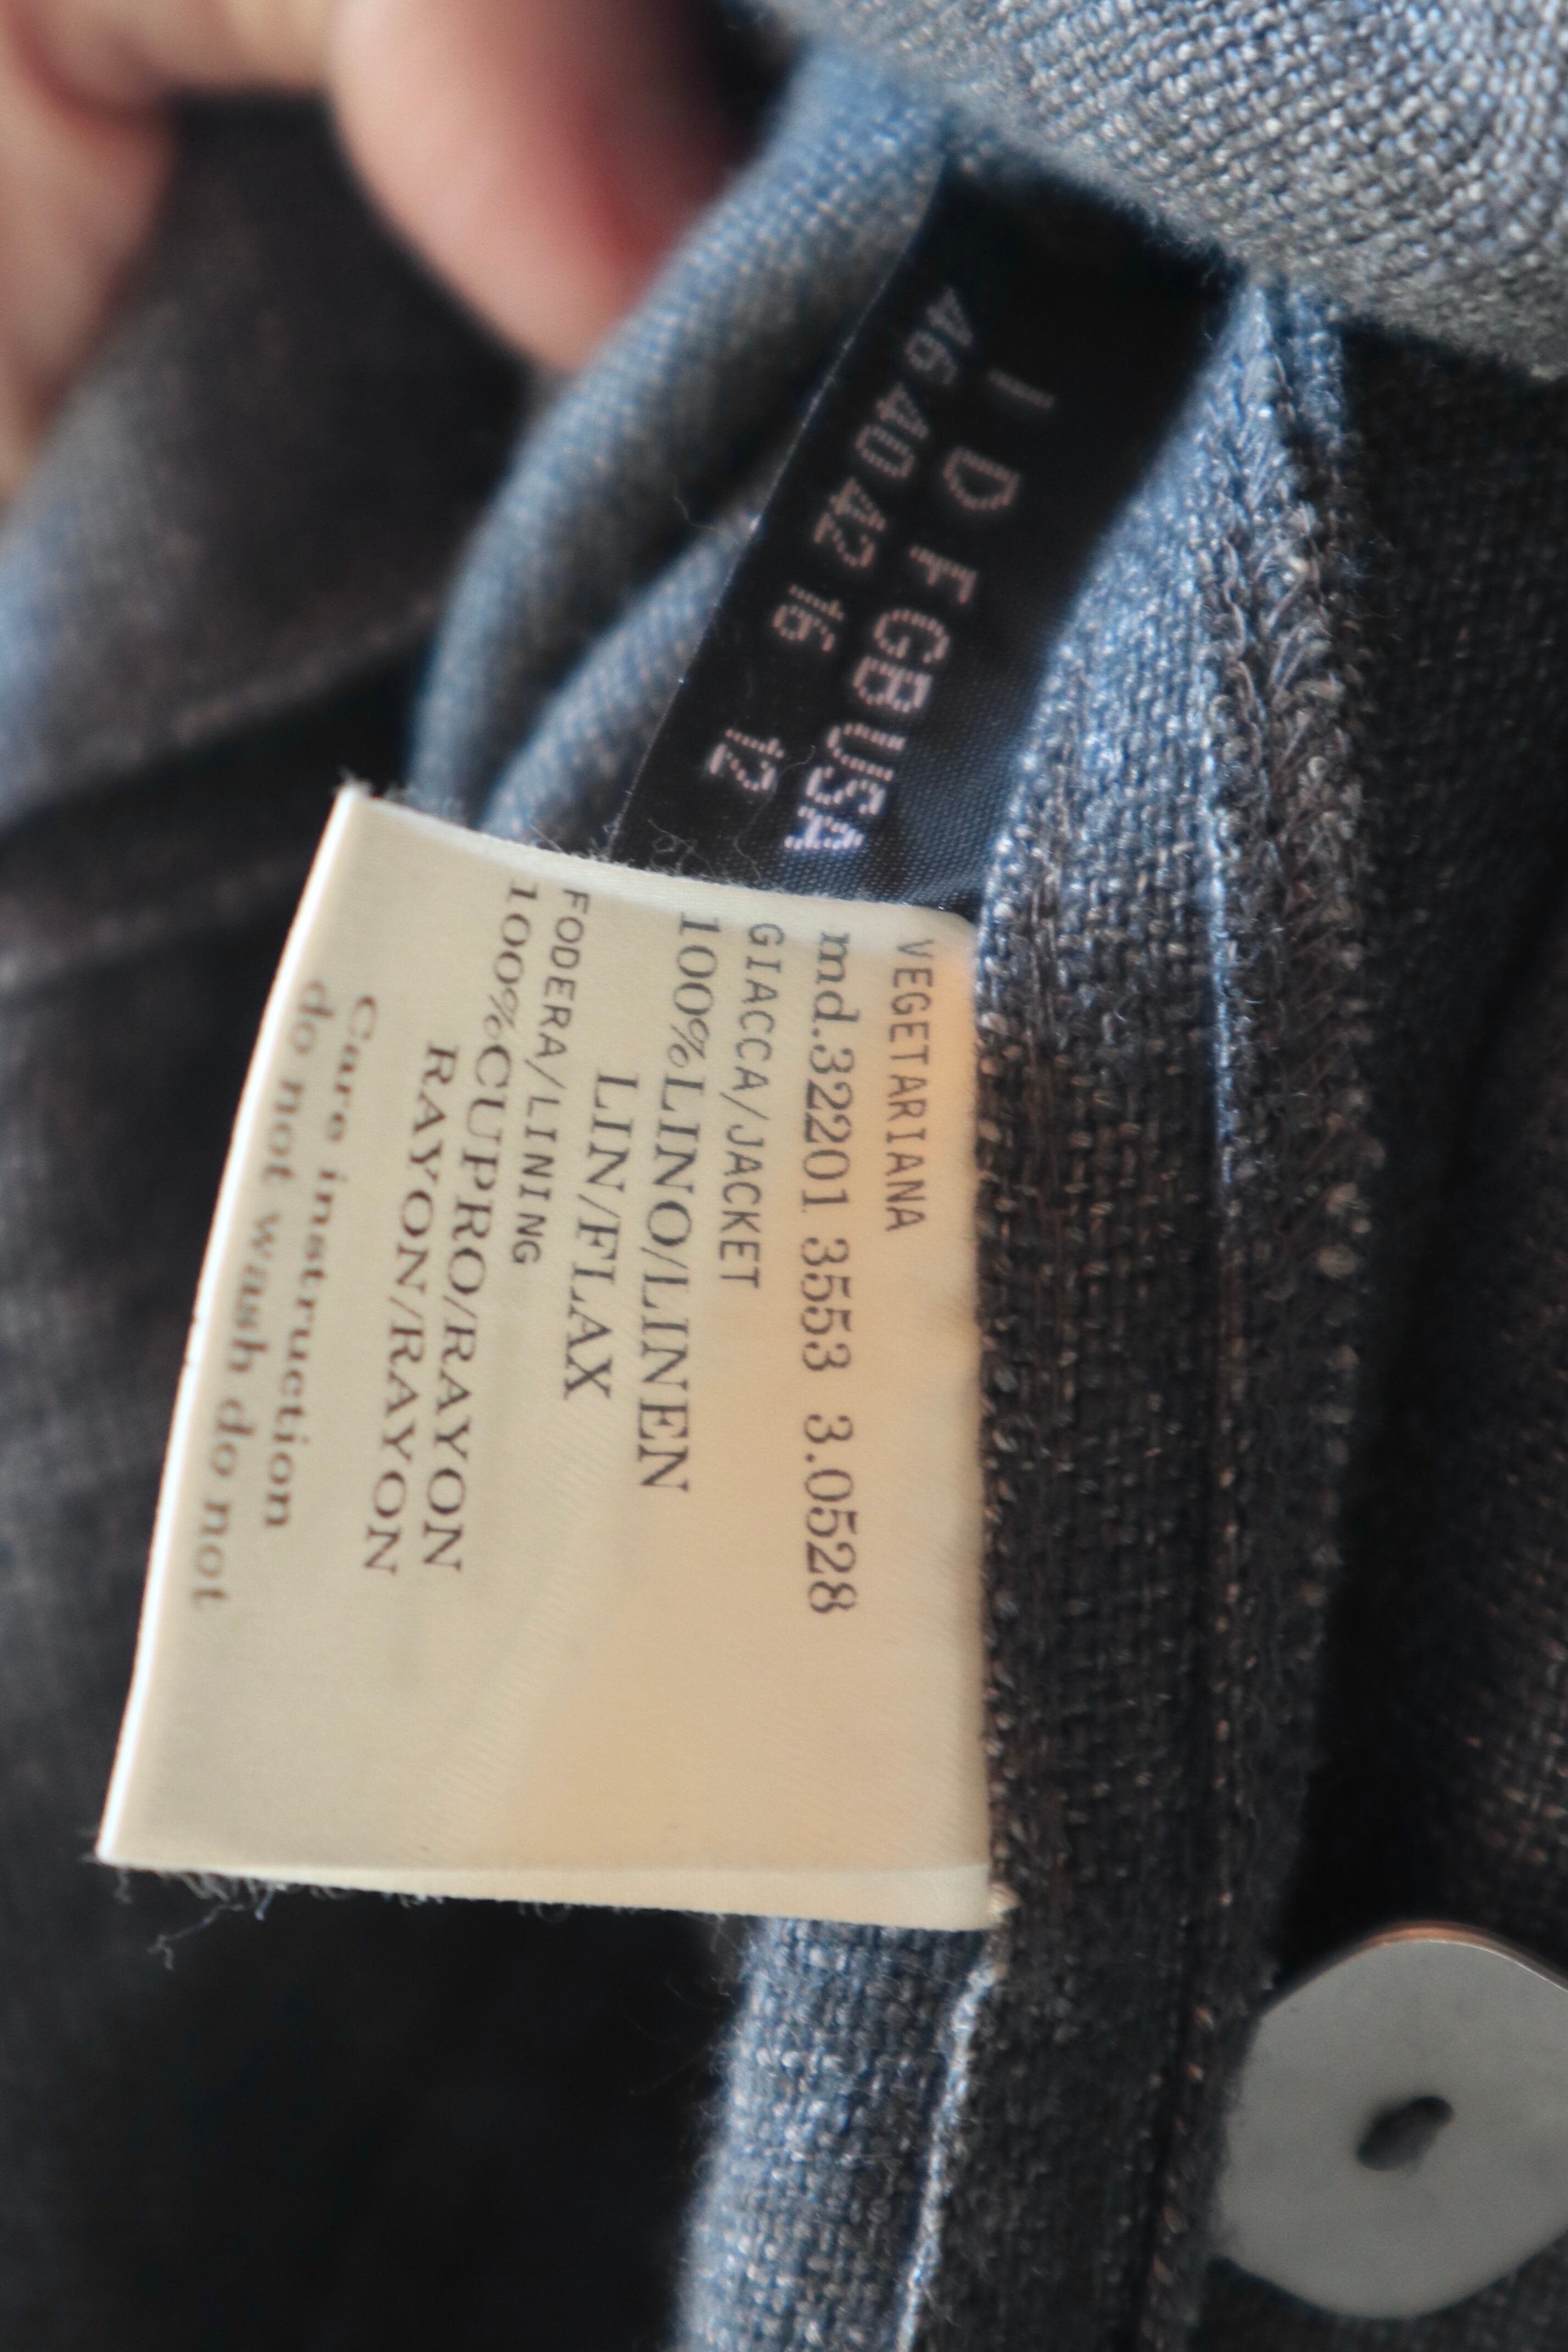 I D F GB USA
46 40 42 16 12
VEGETARIANA
md.32201 3553 3.0528
GIACCA/JACKET
100%LINO/LINEN
LIN/FLAX
FODERA/LINING
100%CUPRO/RAYON
RAYON/RAYON
Care instruction
do not wash do not